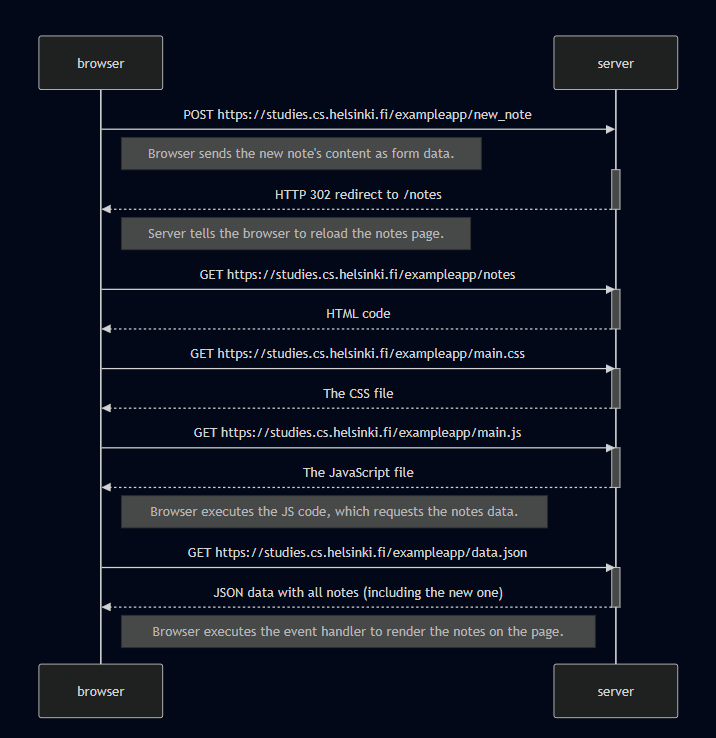 browser
server
POST https://studies.cs.helsinki.fi/exampleapp/new_note
Browser sends the new note's content as form data.
HTTP 302 redirect to /notes
Server tells the browser to reload the notes page.
GET https://studies.cs.helsinki.fi/exampleapp/notes
HTML code
GET https://studies.cs.helsinki.fi/exampleapp/main.css
The CSS file
GET https://studies.cs.helsinki.fi/exampleapp/main.js
The JavaScript file
Browser executes the JS code, which requests the notes data.
GET https://studies.cs.helsinki.fi/exampleapp/data.json
JSON data with all notes (including the new one)
Browser executes the event handler to render the notes on the page.
browser
server